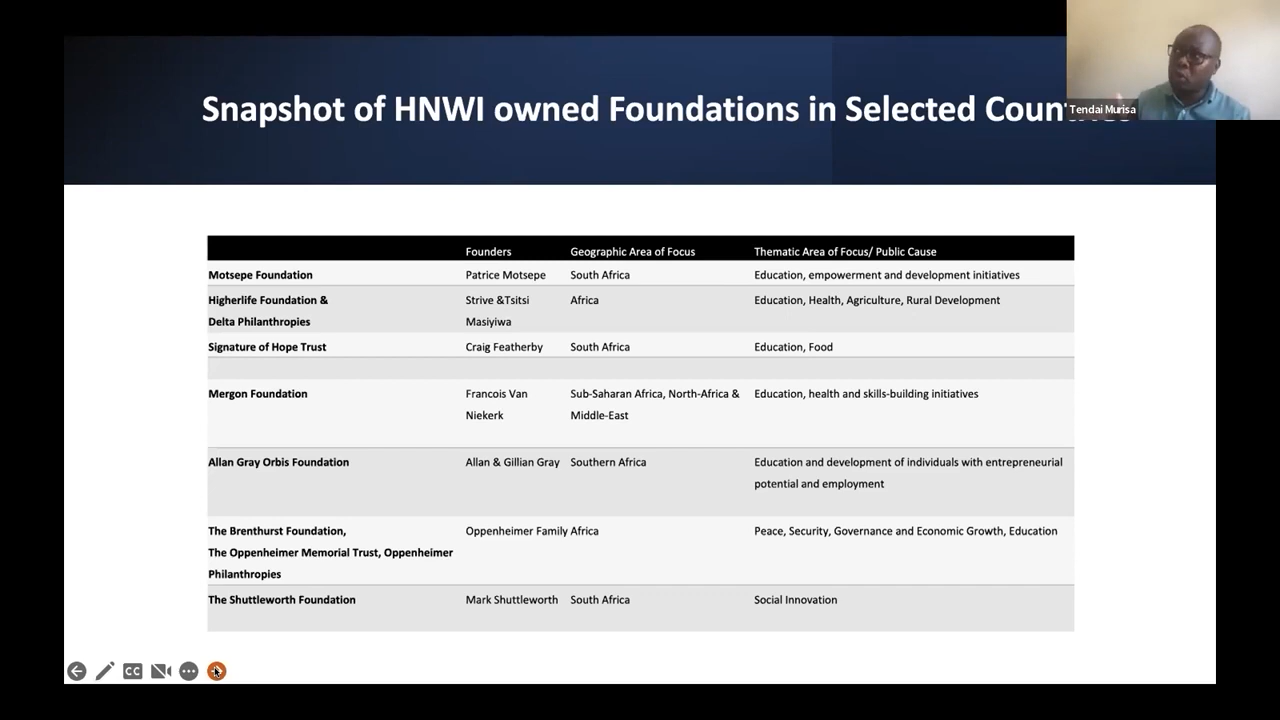 Snapshot of HNWI owned Foundations in Selected
Tendai Murisa
Founders Geographic Area of Focus Thematic Area of Focus/ Public Cause
Motsepe Foundation Patrice Motsepe South Africa Education, empowerment and development initiatives
Higherlife Foundation & Strive &Tsitsi Africa Education, Health, Agriculture, Rural Development
Delta Philanthropies Masiyiwa
Signature of Hope Trust Craig Featherby South Africa Education, Food
Mergon Foundation Francois Van Sub-Saharan Africa, North-Africa & Education, health and skills-building initiatives
Niekerk Middle-East
Allan Gray Orbis Foundation Allan & Gillian Gray Southern Africa Education and development of individuals with entrepreneurial
potential and employment
The Brenthurst Foundation, Oppenheimer Family Africa Peace, Security, Governance and Economic Growth, Education
The Oppenheimer Memorial Trust, Oppenheimer
Philanthropies
The Shuttleworth Foundation Mark Shuttleworth South Africa Social Innovation
CC